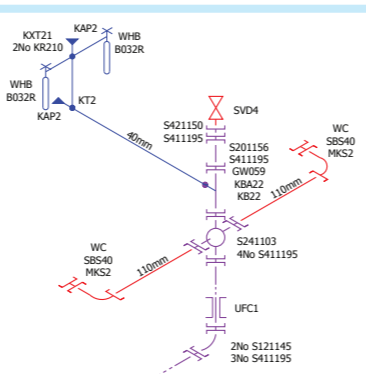 KAP2
KXT21
2No KR210
WHB
B032R
WHB
B032R
KAP2
KT2
40mm
SVD4
S421150
S411195
S201156
S411195
GW059
KBA22
KB22
WC
SBS40
MKS2
110mm
S241103
4No S411195
WC
SBS40
MKS2
110mm
UFC1
2No S121145
3No S411195